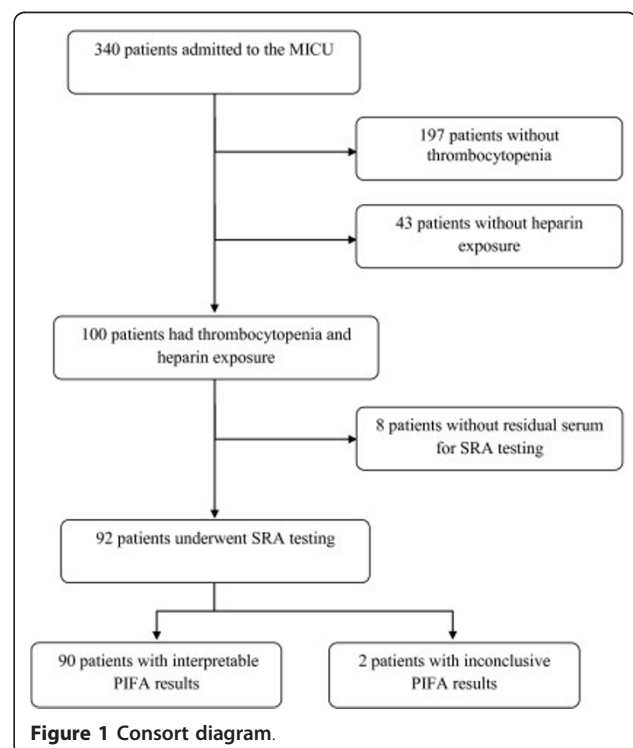 340 patients admitted to the MICU
197 patients without
thrombocytopenia
43 patients without heparin
exposure
100 patients had thrombocytopenia and
heparin exposure
8 patients without residual serum
for SRA testing
92 patients underwent SRA testing
90 patients with interpretable
PIFA results
2 patients with inconclusive
PIFA results
Figure 1 Consort diagram.